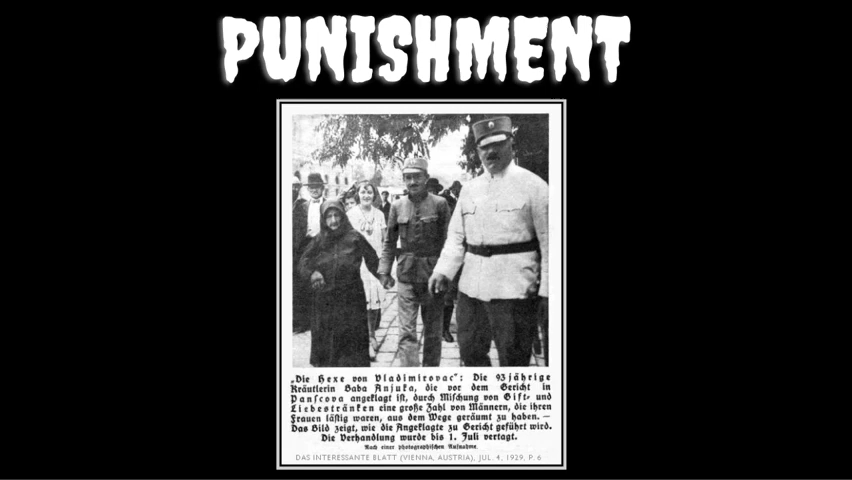 PUNISHMENT
„Die Hexe von Vladimirovac": Die 93jährige
Kräutlerin Baba Anjuka, die vor dem Gericht in
Panscova angeklagt ist, durch Mischung von Gift- und
Liebestränken eine große Zahl von Männern, die ihren
Frauen lästig waren, aus dem Wege geräumt zu haben. —
Das Bild zeigt, wie die Angeklagte zu Gericht geführt wird.
Die Verhandlung wurde bis 1. Juli vertagt.
Nach einer photographischen Aufnahme.
DAS INTERESSANTE BLATT (VIENNA, AUSTRIA), JUL. 4, 1929, P. 6